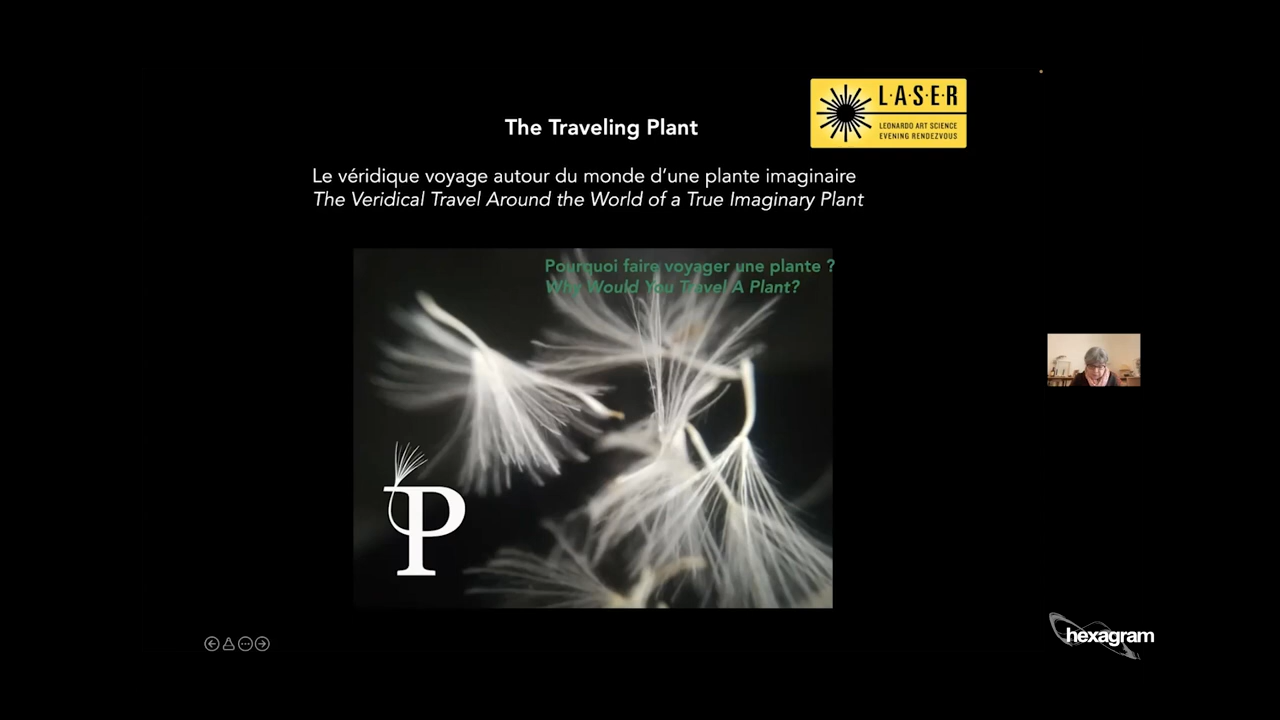 L·A·S·E·R
LEONARDO ART SCIENCE
EVENING RENDEZVOUS
The Traveling Plant
Le véridique voyage autour du monde d'une plante imaginaire
The Veridical Travel Around the World of a True Imaginary Plant
Pourquoi faire voyager une plante ?
Why Would You Travel A Plant?
P
hexagram